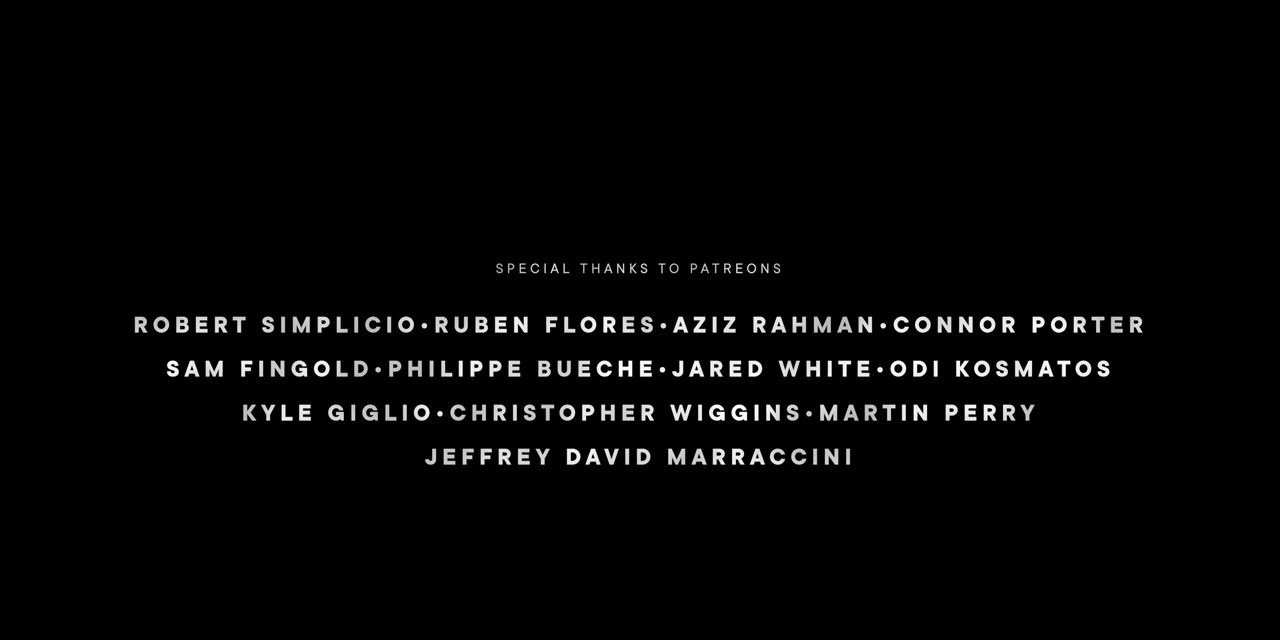 SPECIAL THANKS TO PATREONS
ROBERT SIMPLICIO•RUBEN FLORES•AZIZ RAHMAN•CONNOR PORTER
SAM FINGOLD•PHILIPPE BUECHE•JARED WHITE•ODI KOSMATOS
KYLE GIGLIO•CHRISTOPHER WIGGINS•MARTIN PERRY
JEFFREY DAVID MARRACCINI